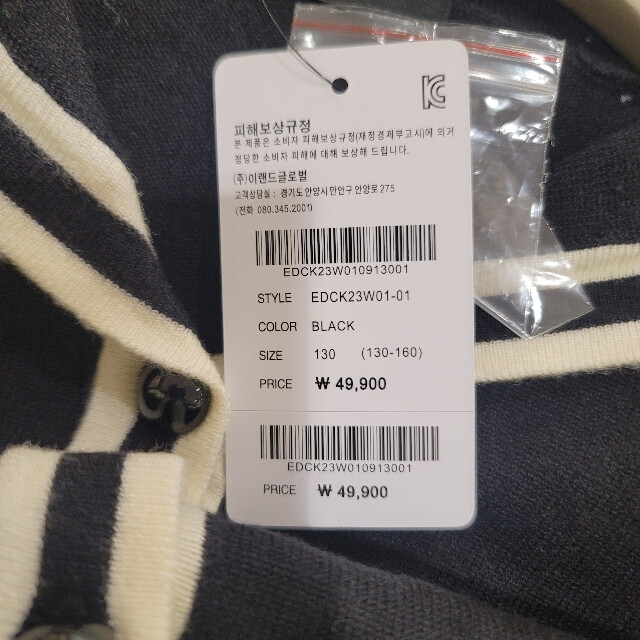 피해보상규정
본 제품은 소비자 피해보상규정(재정경제부고시)에 의거
정당한 소비자 피해에 대해 보상해 드립니다.
(주)이랜드글로벌
고객상담실 : 경기도 안양시 만안구 안양로 275
(전화 080.345.2001)
EDCK23W010913001
STYLE EDCK23W01-01
COLOR BLACK
SIZE 130 (130-160)
PRICE ₩ 49,900
EDCK23W010913001
PRICE ₩ 49,900